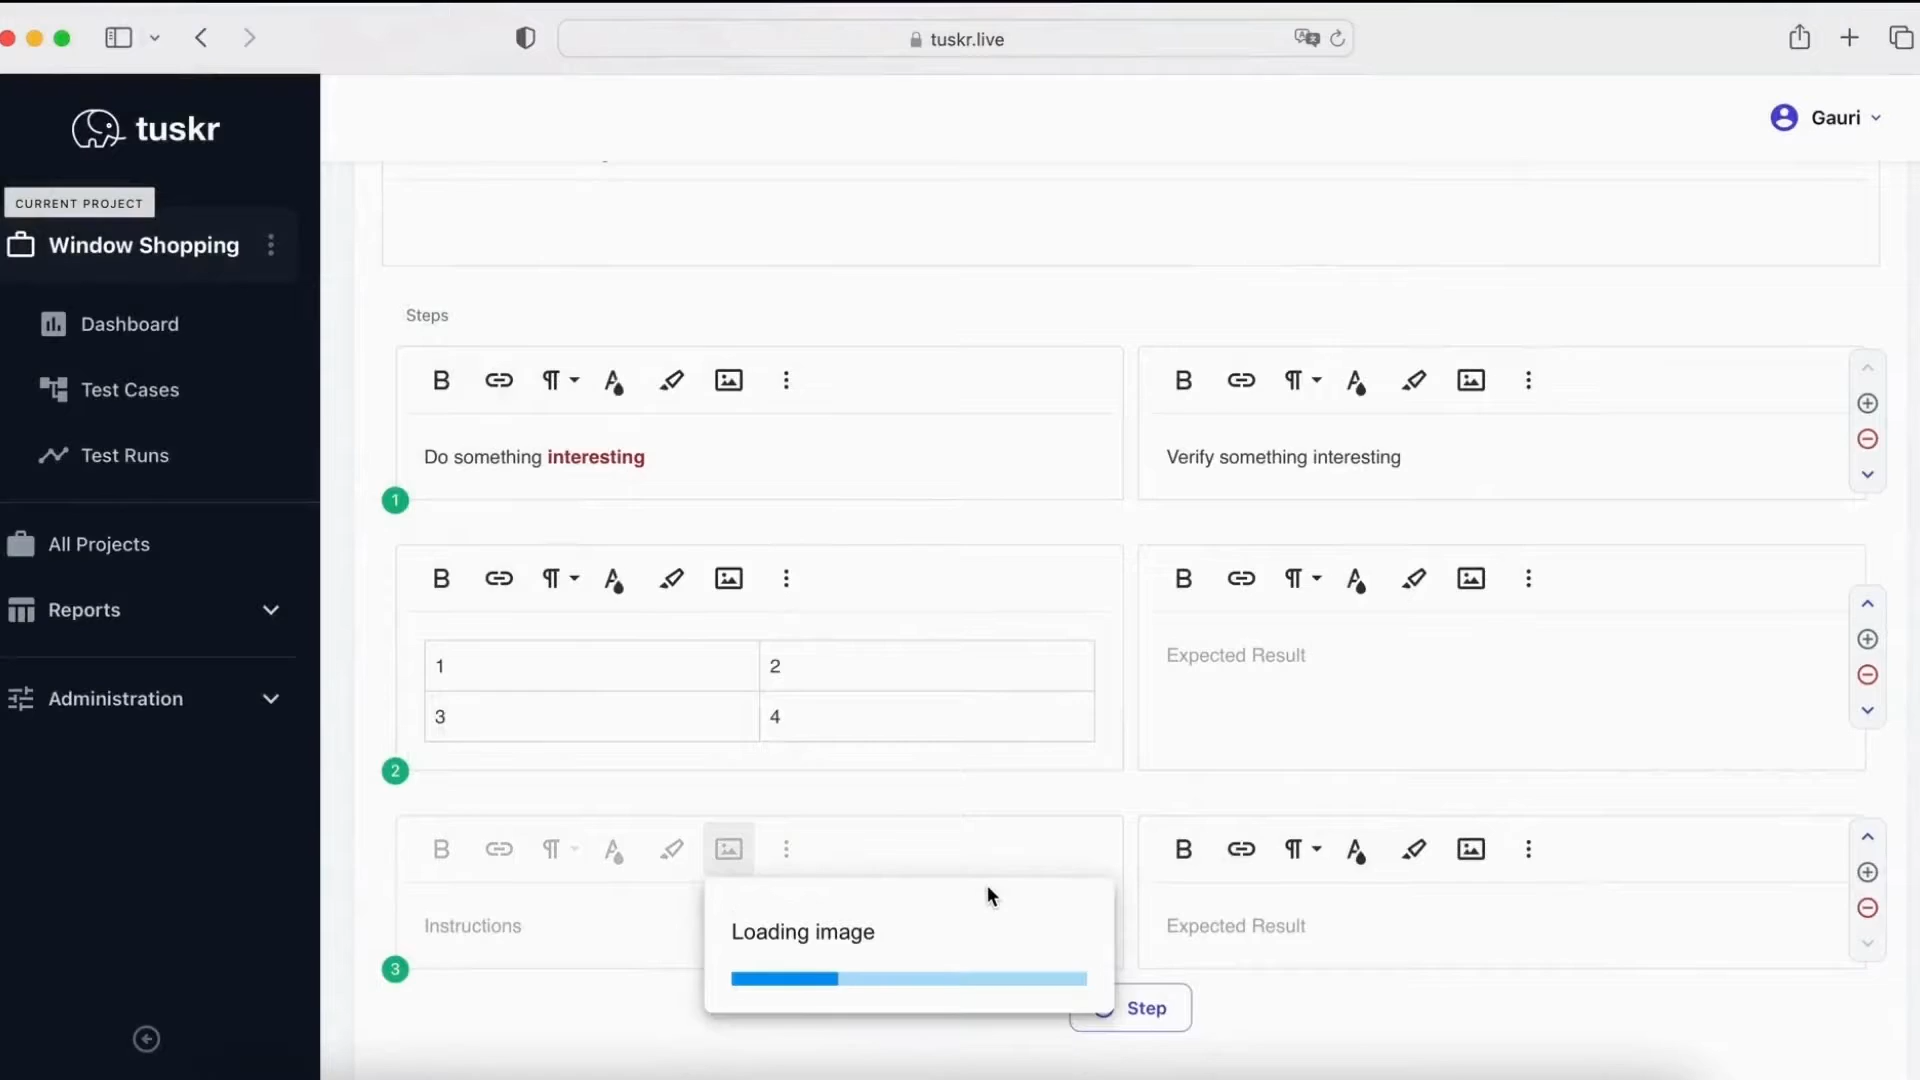 tuskr.live
tuskr
Gauri
CURRENT PROJECT
Window Shopping
Dashboard
Test Cases
Test Runs
All Projects
Reports
Administration
Steps
B
B
Do something interesting
Verify something interesting
1
B
B
1 2
3 4
Expected Result
2
B
B
Instructions
Loading image
Expected Result
3
Step